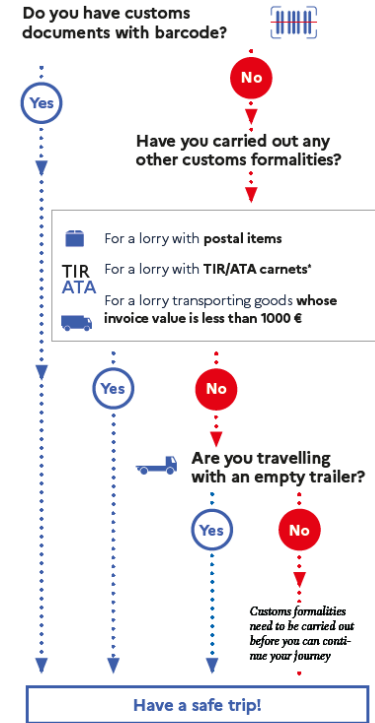 Do you have customs
documents with barcode?
No
Yes
Have you carried out any
other customs formalities?
For a lorry with postal items
TIR
ATA
For a lorry with TIR/ATA carnets*
For a lorry transporting goods whose
invoice value is less than 1000 €
Yes
No
Are you travelling
with an empty trailer?
Yes
No
Customs formalities
need to be carried out
before you can conti-
nue your journey
Have a safe trip!